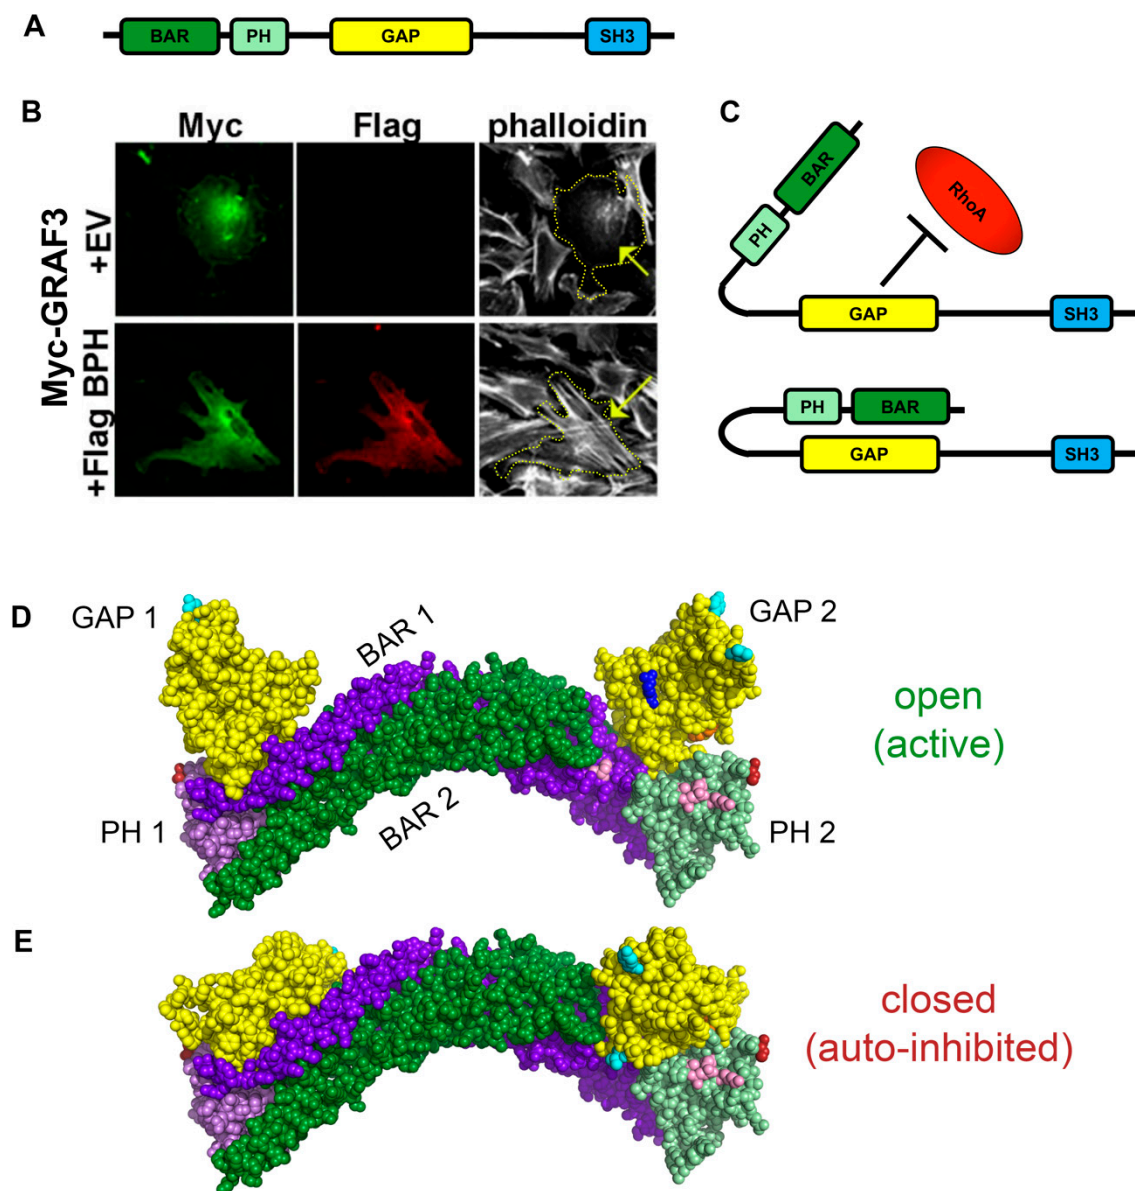 A
BAR
PH
GAP
SH3
B
Myc
Flag
phalloidin
Myc-GRAF3
+EV
+Flag BPH
C
BAR
PH
RhoA
GAP
SH3
PH
BAR
GAP
SH3
D
GAP 1
BAR 1
GAP 2
open
(active)
PH 1
BAR 2
PH 2
E
closed
(auto-inhibited)